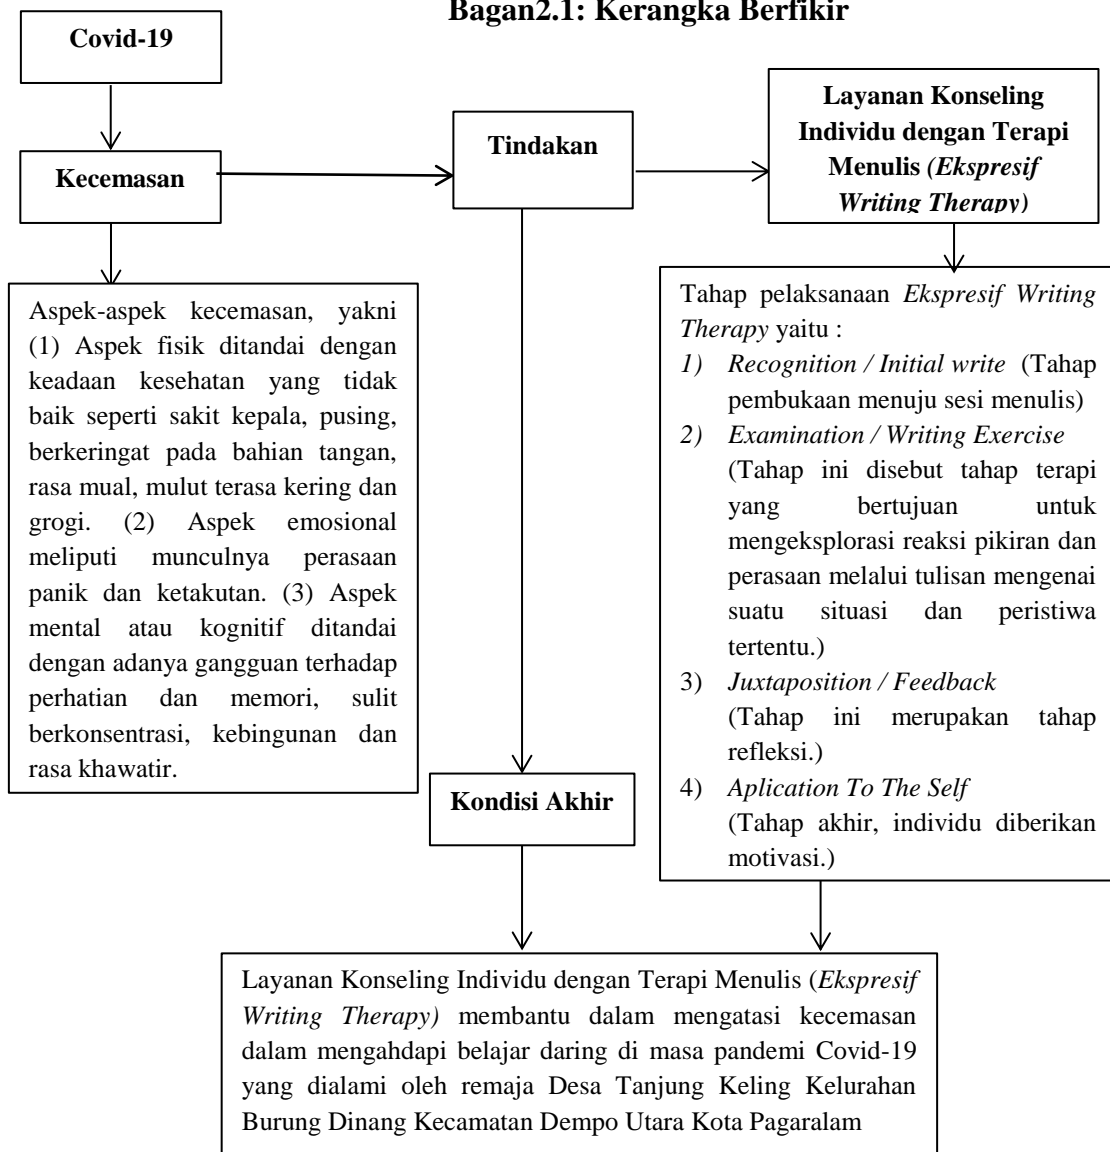 Bagan2.1: Kerangka Berfikir
Covid-19
Kecemasan
Tindakan
Layanan Konseling
Individu dengan Terapi
Menulis (Ekspresif
Writing Therapy)
Aspek-aspek kecemasan, yakni
(1) Aspek fisik ditandai dengan
keadaan kesehatan yang tidak
baik seperti sakit kepala, pusing,
berkeringat pada bahian tangan,
rasa mual, mulut terasa kering dan
grogi. (2) Aspek emosional
meliputi munculnya perasaan
panik dan ketakutan. (3) Aspek
mental atau kognitif ditandai
dengan adanya gangguan terhadap
perhatian dan memori, sulit
berkonsentrasi, kebingunan dan
rasa khawatir.
Tahap pelaksanaan Ekspresif Writing
Therapy yaitu :
1) Recognition / Initial write (Tahap
pembukaan menuju sesi menulis)
2) Examination / Writing Exercise
(Tahap ini disebut tahap terapi
yang bertujuan untuk
mengeksplorasi reaksi pikiran dan
perasaan melalui tulisan mengenai
suatu situasi dan peristiwa
tertentu.)
3) Juxtaposition / Feedback
(Tahap ini merupakan tahap
refleksi.)
4) Aplication To The Self
(Tahap akhir, individu diberikan
motivasi.)
Kondisi Akhir
Layanan Konseling Individu dengan Terapi Menulis (Ekspresif
Writing Therapy) membantu dalam mengatasi kecemasan
dalam mengahdapi belajar daring di masa pandemi Covid-19
yang dialami oleh remaja Desa Tanjung Keling Kelurahan
Burung Dinang Kecamatan Dempo Utara Kota Pagaralam